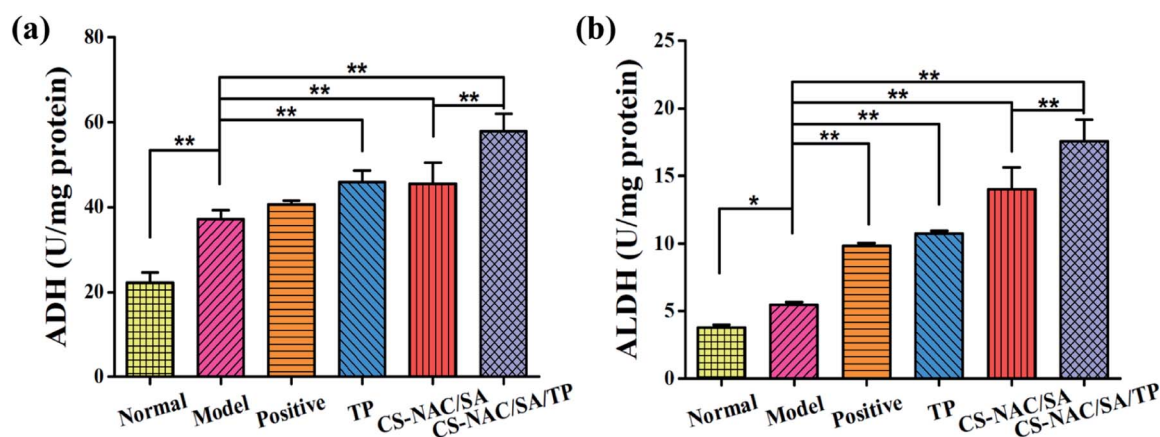 (a)
ADH (U/mg protein)
80
60
40
20
0
**
**
**
**
**
Normal
Model
Positive
TP
CS-NAC/SA
CS-NAC/SA/TP
(b)
ALDH (U/mg protein)
25
20
15
10
5
0
**
**
**
**
**
*
Normal
Model
Positive
TP
CS-NAC/SA
CS-NAC/SA/TP